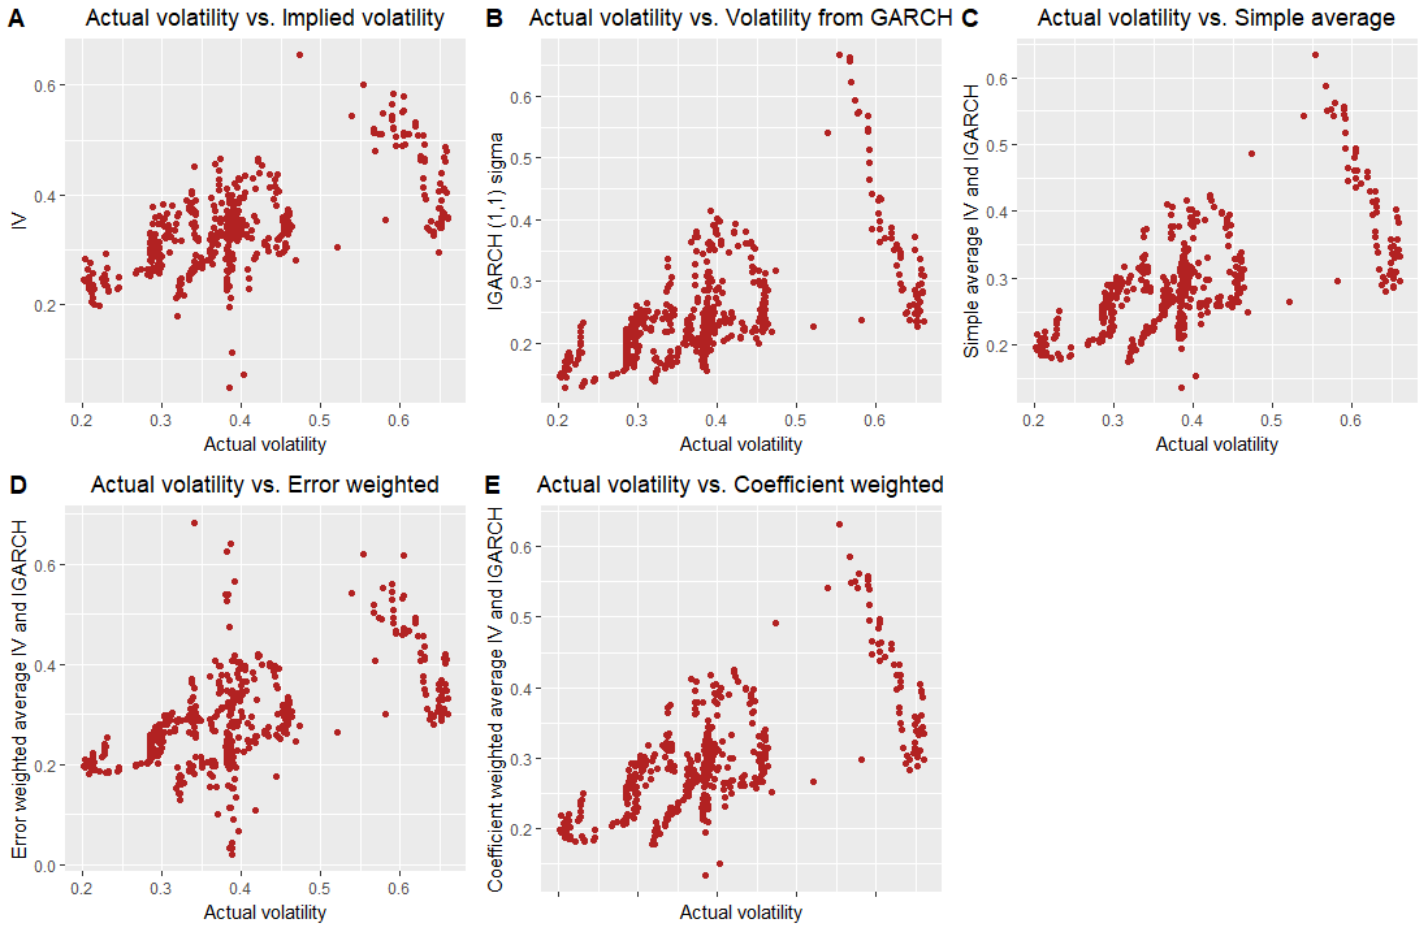 A
Actual volatility vs. Implied volatility
IV
0.6
0.4
0.2
0.2 0.3 0.4 0.5 0.6
Actual volatility
B
Actual volatility vs. Volatility from GARCH
IGARCH (1,1) sigma
0.6
0.5
0.4
0.3
0.2
0.2 0.3 0.4 0.5 0.6
Actual volatility
C
Actual volatility vs. Simple average
Simple average IV and IGARCH
0.6
0.5
0.4
0.3
0.2
0.2 0.3 0.4 0.5 0.6
Actual volatility
D
Actual volatility vs. Error weighted
Error weighted average IV and IGARCH
0.6
0.4
0.2
0.0
0.2 0.3 0.4 0.5 0.6
Actual volatility
E
Actual volatility vs. Coefficient weighted
Coefficient weighted average IV and IGARCH
0.6
0.5
0.4
0.3
0.2
Actual volatility